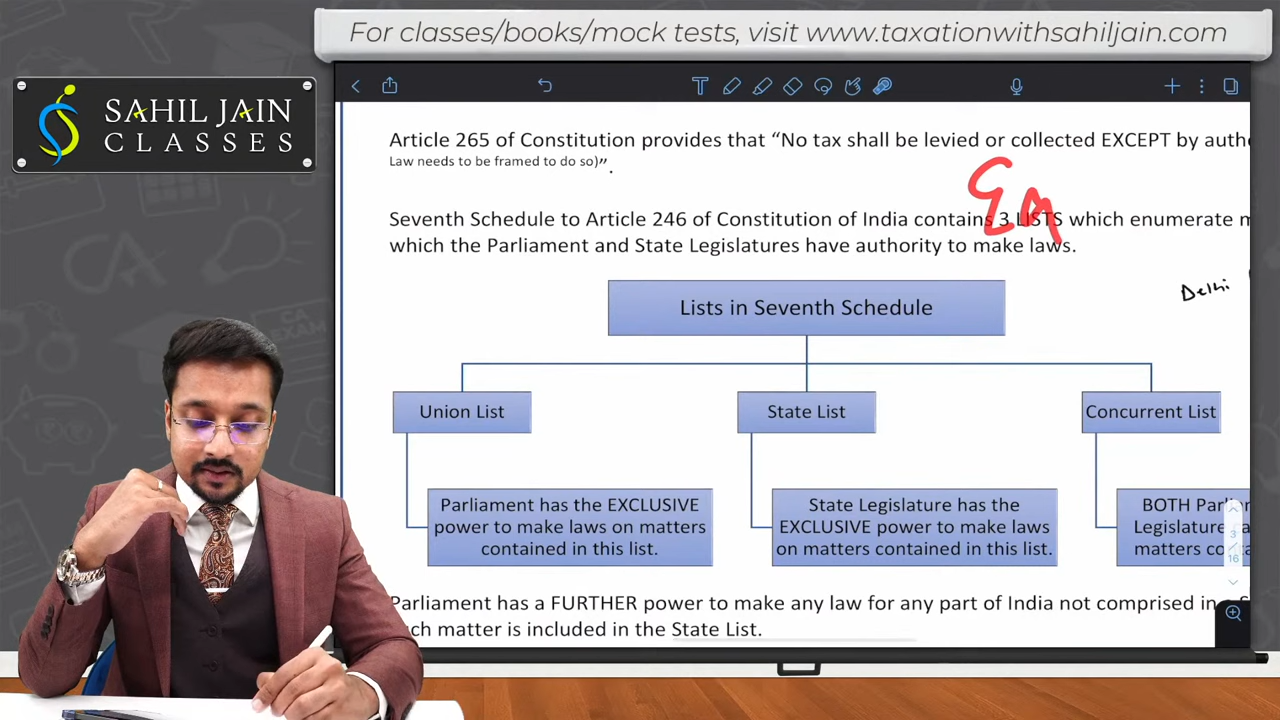 For classes/books/mock tests, visit www.taxationwithsahiljain.com
SAHIL JAIN
CLASSES
Article 265 of Constitution provides that “No tax shall be levied or collected EXCEPT by
Law needs to be framed to do so)”.
Seventh Schedule to Article 246 of Constitution of India contains 3 LISTS which enumerate
which the Parliament and State Legislatures have authority to make laws.
Delhi
Lists in Seventh Schedule
Union List
State List
Concurrent List
Parliament has the EXCLUSIVE
power to make laws on matters
contained in this list.
State Legislature has the
EXCLUSIVE power to make laws
on matters contained in this list.
BOTH
Legislature
matters
3
16
Parliament has a FURTHER power to make any law for any part of India not comprised in
matter is included in the State List.